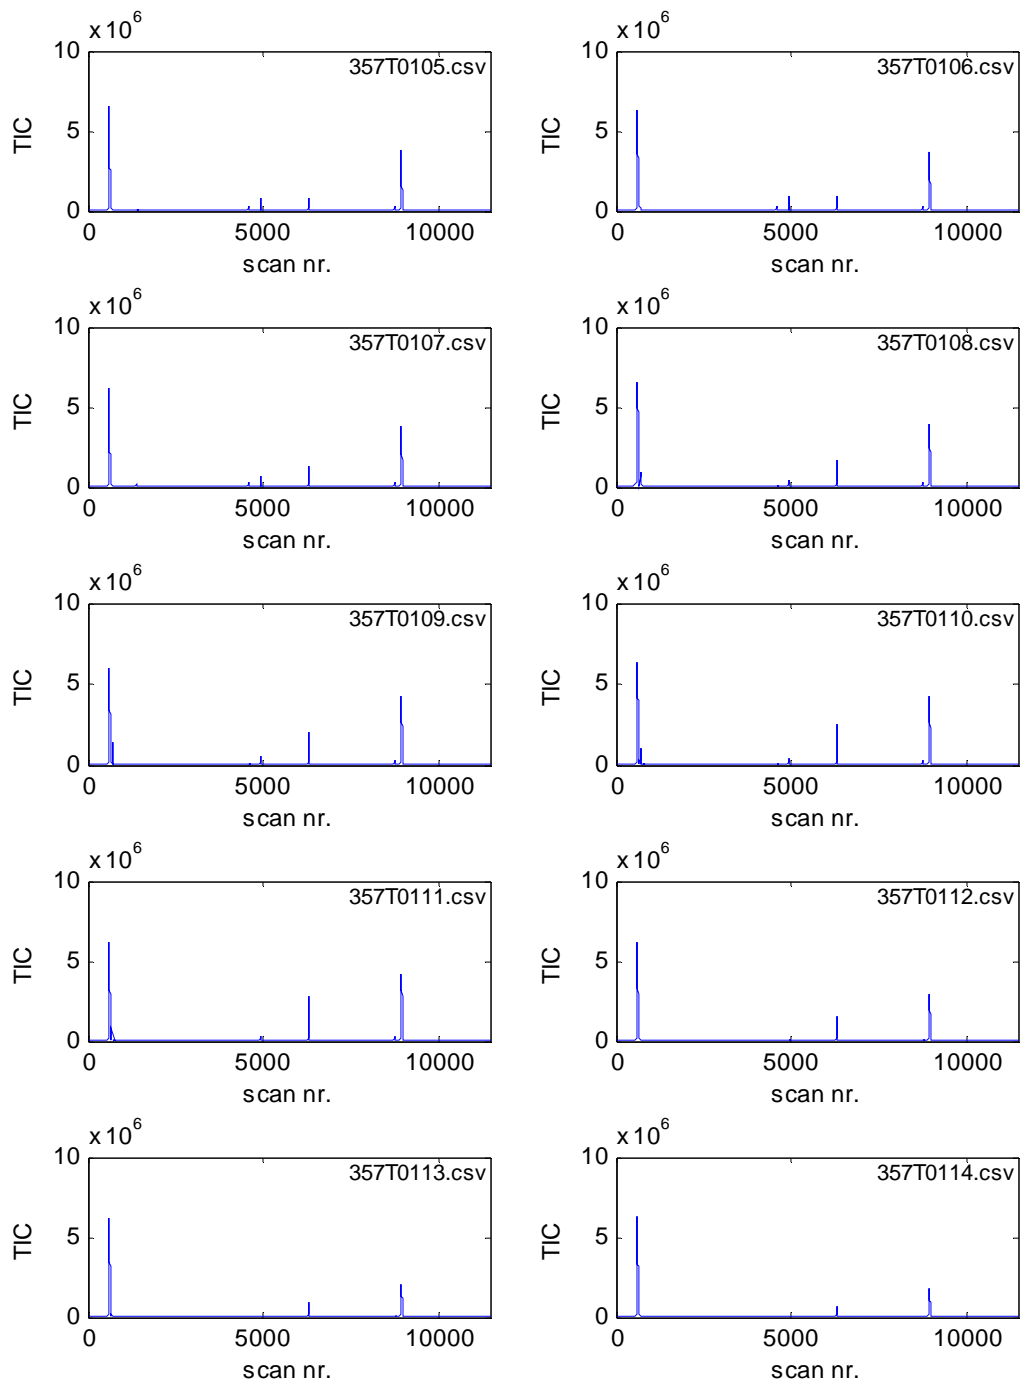 x 10^6
10
5
0
TIC
357T0105.csv
0 5000 10000
scan nr.
x 10^6
10
5
0
TIC
357T0106.csv
0 5000 10000
scan nr.
x 10^6
10
5
0
TIC
357T0107.csv
0 5000 10000
scan nr.
x 10^6
10
5
0
TIC
357T0108.csv
0 5000 10000
scan nr.
x 10^6
10
5
0
TIC
357T0109.csv
0 5000 10000
scan nr.
x 10^6
10
5
0
TIC
357T0110.csv
0 5000 10000
scan nr.
x 10^6
10
5
0
TIC
357T0111.csv
0 5000 10000
scan nr.
x 10^6
10
5
0
TIC
357T0112.csv
0 5000 10000
scan nr.
x 10^6
10
5
0
TIC
357T0113.csv
0 5000 10000
scan nr.
x 10^6
10
5
0
TIC
357T0114.csv
0 5000 10000
scan nr.